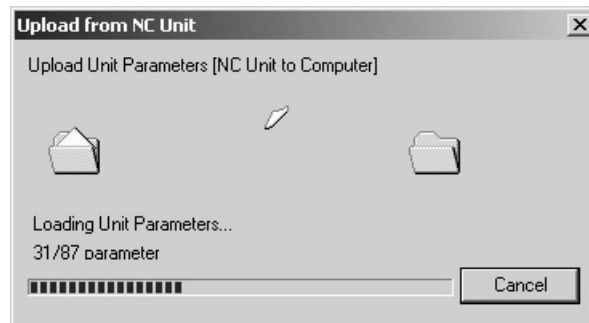 Upload from NC Unit
Upload Unit Parameters [NC Unit to Computer]
Loading Unit Parameters...
31/87 parameter
Cancel